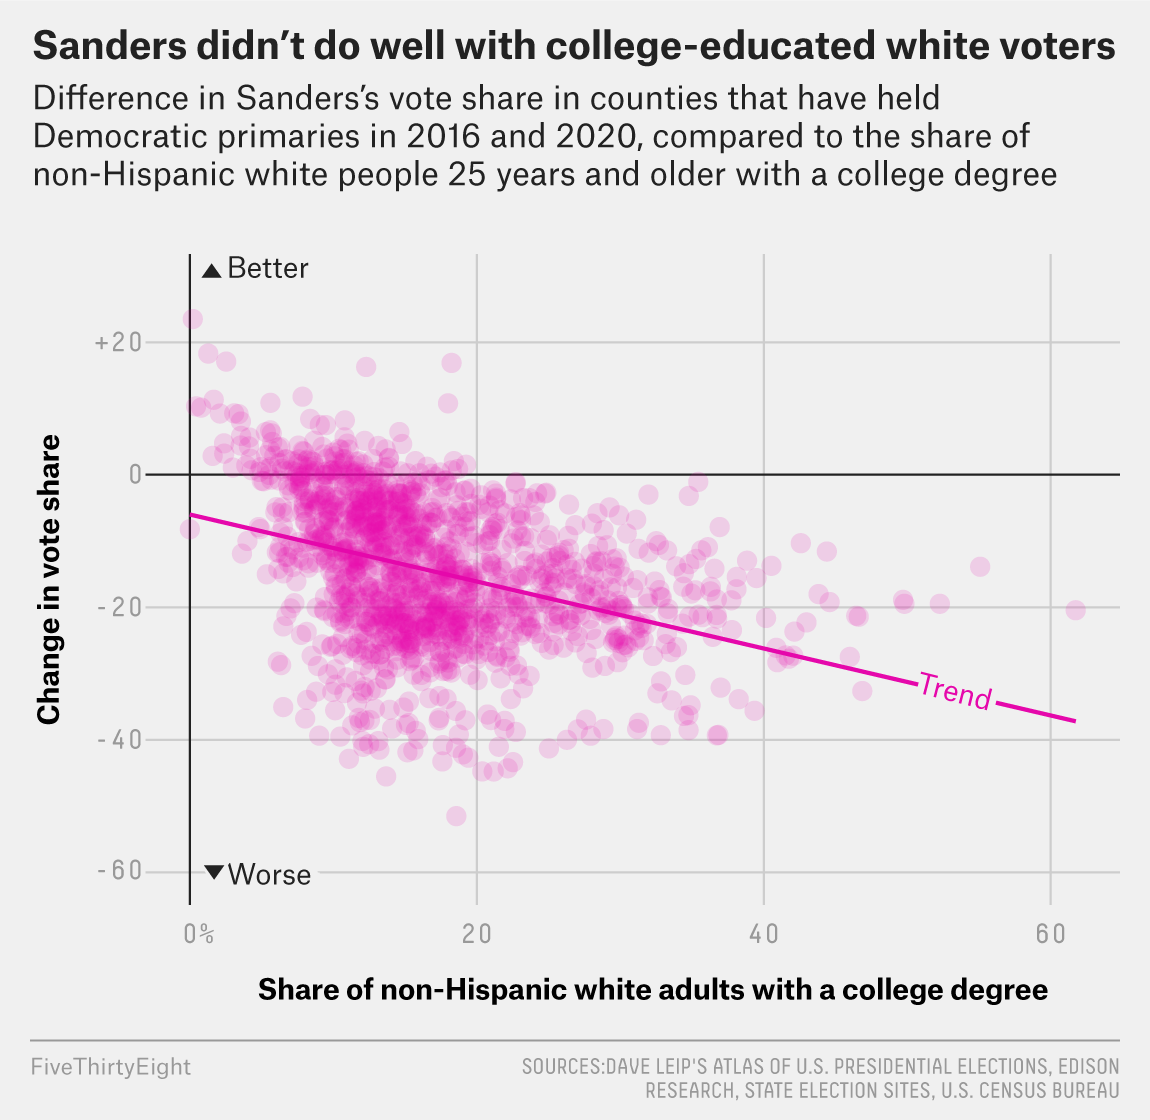 Sanders didn’t do well with college-educated white voters
Difference in Sanders’s vote share in counties that have held
Democratic primaries in 2016 and 2020, compared to the share of
non-Hispanic white people 25 years and older with a college degree
▲ Better
+20
0
-20
-40
-60
Change in vote share
Trend
▼ Worse
0%
20
40
60
Share of non-Hispanic white adults with a college degree
FiveThirtyEight
SOURCES:DAVE LEIP'S ATLAS OF U.S. PRESIDENTIAL ELECTIONS, EDISON
RESEARCH, STATE ELECTION SITES, U.S. CENSUS BUREAU